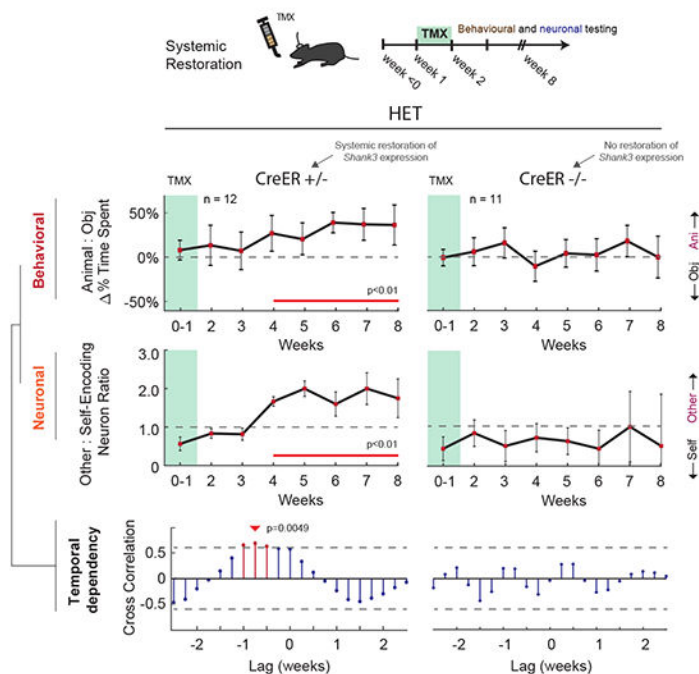 TMX
Systemic
Restoration
TMX
Behavioural and neuronal testing
week <0
week 1
week 2
week 8
HET
Systemic restoration of
Shank3 expression
No restoration of
Shank3 expression
TMX
CreER +/-
TMX
CreER -/-
Behavioral
Animal : Obj
Δ % Time Spent
n = 12
50%
0%
-50%
p<0.01
0-1 2 3 4 5 6 7 8
Weeks
n = 11
0-1 2 3 4 5 6 7 8
Weeks
← Obj Ani →
Neuronal
Other : Self-Encoding
Neuron Ratio
3.0
2.0
1.0
0
p<0.01
0-1 2 3 4 5 6 7 8
Weeks
0-1 2 3 4 5 6 7 8
Weeks
← Self Other →
Temporal
dependency
Cross Correlation
p=0.0049
0.5
0
-0.5
-2 -1 0 1 2
Lag (weeks)
-2 -1 0 1 2
Lag (weeks)